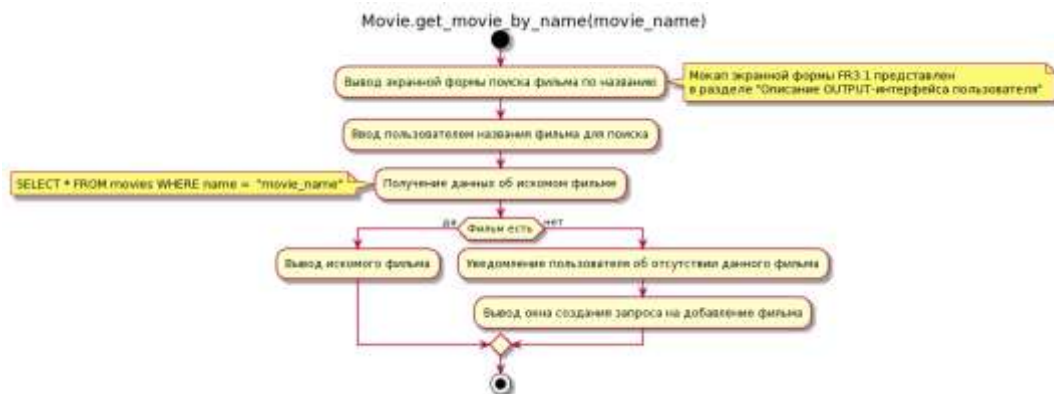 Movie.get_movie_by_name(movie_name)
Вывод экранной формы поиска фильма по названию
Мокап экранной формы FR3.1 представлен
в разделе "Описание OUTPUT-интерфейса пользователя"
Ввод пользователем названия фильма для поиска
SELECT * FROM movies WHERE name = "movie_name"
Получение данных об искомом фильме
да
Фильм есть
нет
Вывод искомого фильма
Уведомление пользователя об отсутствии данного фильма
Вывод окна создания запроса на добавление фильма